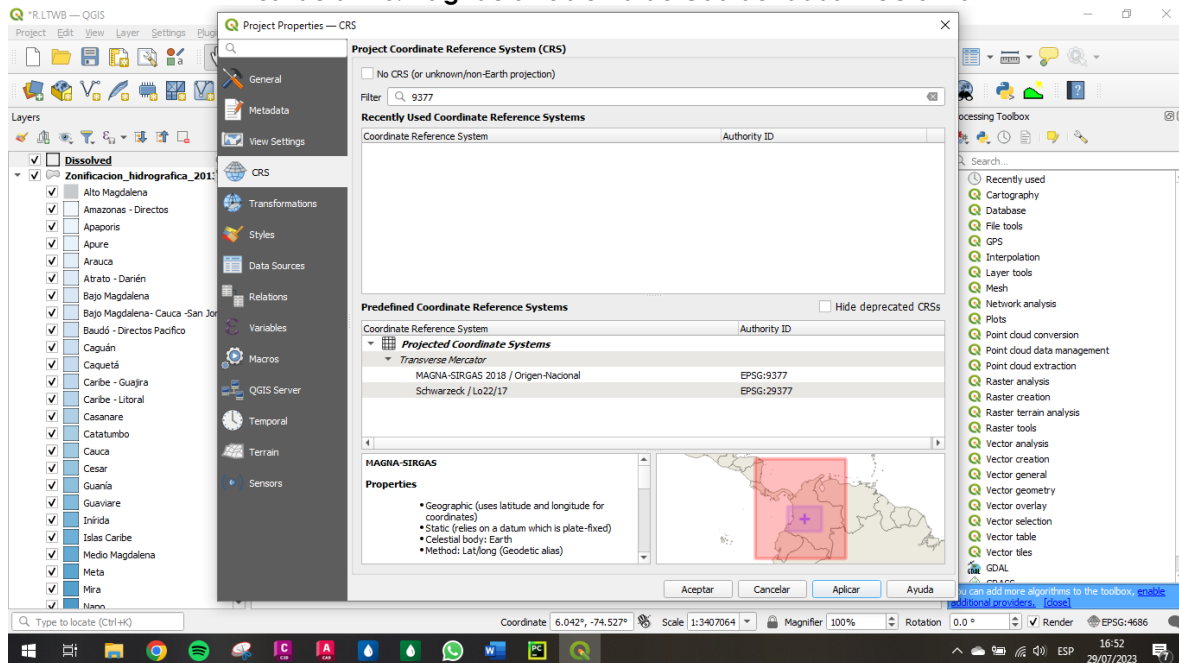 *R.LTWB — QGIS
Project Edit View Layer Settings
Layers
Dissolved
Zonificacion_hidrografica_201
Alto Magdalena
Amazonas - Directos
Apaporis
Apure
Arauca
Atrato - Darién
Bajo Magdalena
Bajo Magdalena- Cauca -San Jor
Baudó - Directos Pacifico
Caguán
Caquetá
Caribe - Guajira
Caribe - Litoral
Casanare
Catatumbo
Cauca
Cesar
Guanía
Guaviare
Inírida
Islas Caribe
Medio Magdalena
Meta
Mira
Project Properties — CRS
General
Metadata
View Settings
CRS
Transformations
Styles
Data Sources
Relations
Variables
Macros
QGIS Server
Temporal
Terrain
Sensors
Project Coordinate Reference System (CRS)
No CRS (or unknown/non-Earth projection)
Filter 9377
Recently Used Coordinate Reference Systems
Coordinate Reference System Authority ID
Predefined Coordinate Reference Systems Hide deprecated CRSs
Coordinate Reference System Authority ID
Projected Coordinate Systems
Transverse Mercator
MAGNA-SIRGAS 2018 / Origen-Nacional EPSG:9377
Schwarzeck / Lo22/17 EPSG:29377
MAGNA-SIRGAS
Properties
• Geographic (uses latitude and longitude for
coordinates)
• Static (relies on a datum which is plate-fixed)
• Celestial body: Earth
• Method: Lat/long (Geodetic alias)
Aceptar Cancelar Aplicar Ayuda
ocessing Toolbox
Search...
Recently used
Cartography
Database
File tools
GPS
Interpolation
Layer tools
Mesh
Network analysis
Plots
Point cloud conversion
Point cloud data management
Point cloud extraction
Raster analysis
Raster creation
Raster terrain analysis
Raster tools
Vector analysis
Vector creation
Vector general
Vector geometry
Vector overlay
Vector selection
Vector table
Vector tiles
GDAL
ou can add more algorithms to the toolbox, enable
additional providers. [close]
Type to locate (Ctrl+K) Coordinate 6.042°, -74.527° Scale 1:3407064 Magnifier 100% Rotation 0.0 ° Render EPSG:4686
ESP
16:52
29/07/2023